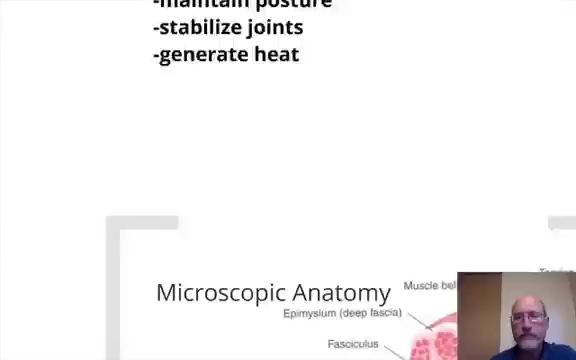 -maintain posture
-stabilize joints
-generate heat
Microscopic Anatomy
Muscle bel
Epimysium (deep fascia)
Fasciculus